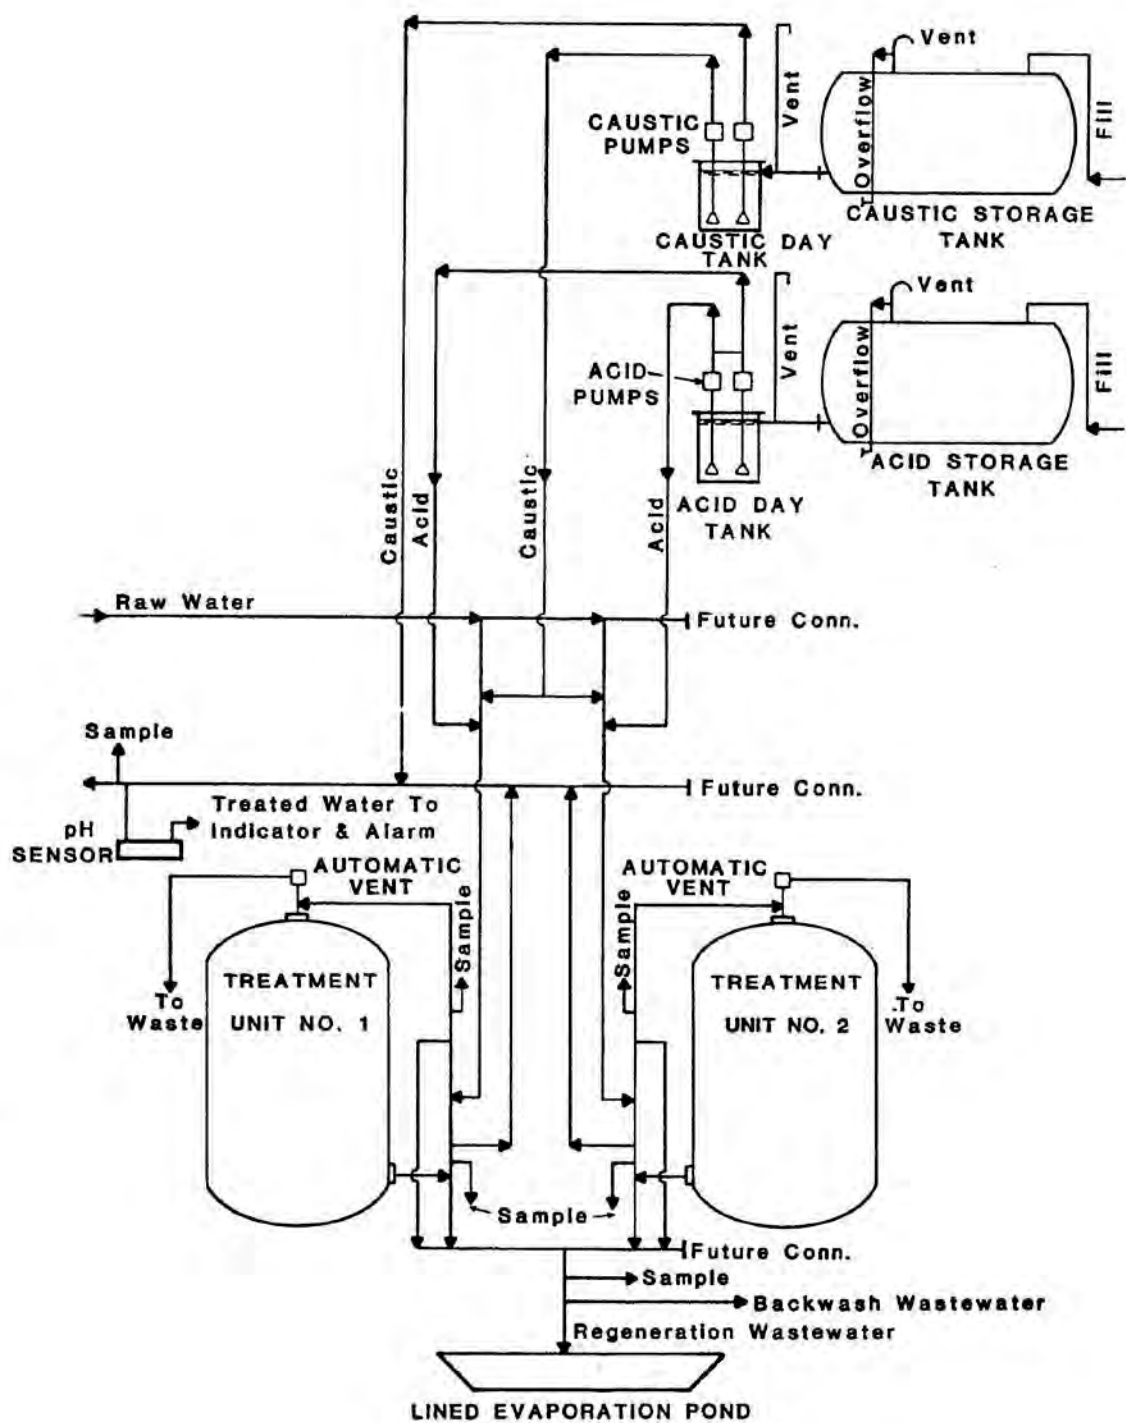 Vent
Vent
Overflow
Fill
CAUSTIC
PUMPS
CAUSTIC STORAGE
TANK
CAUSTIC DAY
TANK
Vent
Vent
Overflow
Fill
ACID
PUMPS
ACID STORAGE
TANK
ACID DAY
TANK
Caustic
Acid
Caustic
Acid
Raw Water
Future Conn.
Sample
Future Conn.
Treated Water To
Indicator & Alarm
pH
SENSOR
AUTOMATIC
VENT
AUTOMATIC
VENT
Sample
Sample
TREATMENT
UNIT NO. 1
TREATMENT
UNIT NO. 2
To
Waste
To
Waste
Sample
Future Conn.
Sample
Backwash Wastewater
Regeneration Wastewater
LINED EVAPORATION POND